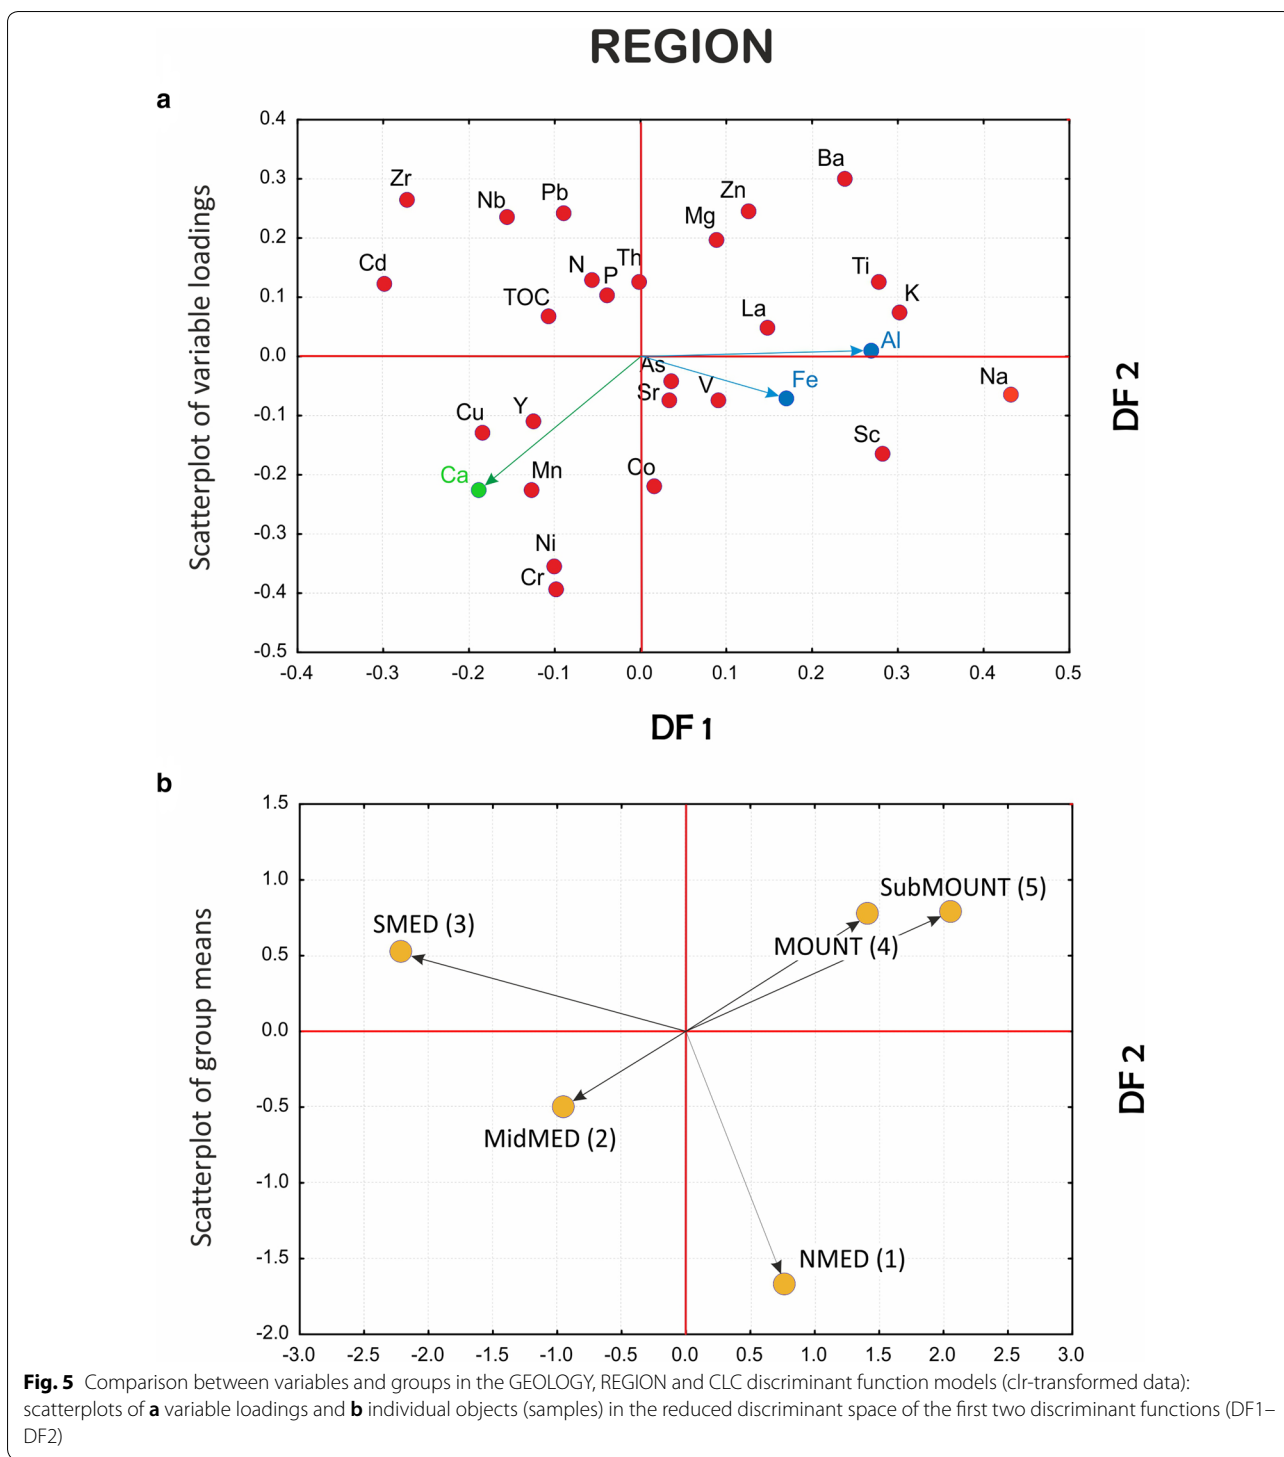 REGION
a
Scatterplot of variable loadings
0.4
0.3
0.2
0.1
0.0
-0.1
-0.2
-0.3
-0.4
-0.5
Ba
Zr
Zn
Nb
Pb
Mg
Cd
N
P
Th
Ti
K
TOC
La
Al
As
Fe
Na
Sr
V
Cu
Y
Sc
Ca
Mn
Co
Ni
Cr
-0.4 -0.3 -0.2 -0.1 0.0 0.1 0.2 0.3 0.4 0.5
DF 1
DF 2
b
Scatterplot of group means
1.5
1.0
0.5
0.0
-0.5
-1.0
-1.5
-2.0
SubMOUNT (5)
SMED (3)
MOUNT (4)
MidMED (2)
NMED (1)
-3.0 -2.5 -2.0 -1.5 -1.0 -0.5 0.0 0.5 1.0 1.5 2.0 2.5 3.0
DF 2
Fig. 5 Comparison between variables and groups in the GEOLOGY, REGION and CLC discriminant function models (clr-transformed data):
scatterplots of a variable loadings and b individual objects (samples) in the reduced discriminant space of the first two discriminant functions (DF1–
DF2)